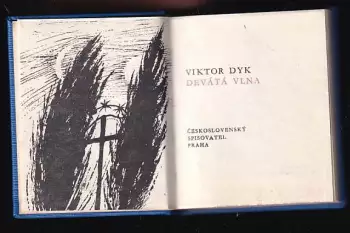 VIKTOR DYK
DEVÁTÁ VLNA
ČESKOSLOVENSKÝ
SPISOVATEL
PRAHA